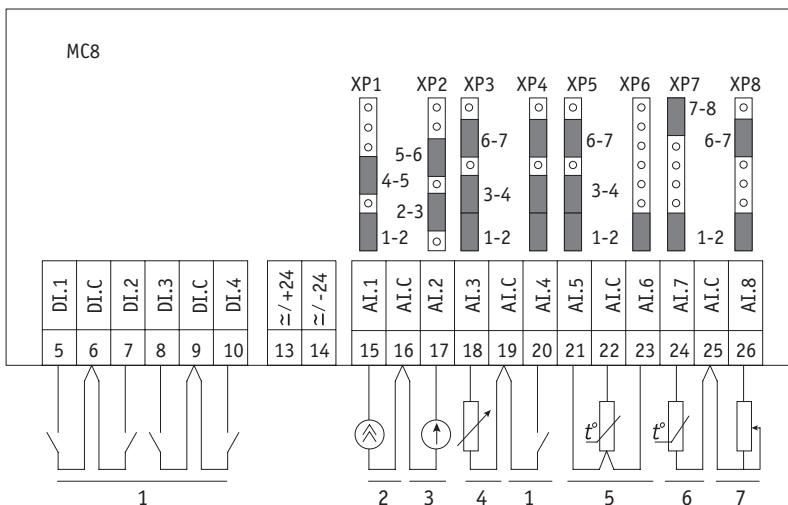 MC8
XP1 XP2 XP3 XP4 XP5 XP6 XP7 XP8
7-8
6-7 6-7 6-7
5-6
4-5
3-4 3-4
2-3
1-2 1-2 1-2 1-2
DI.1 DI.C DI.2 DI.3 DI.C DI.4 ≂/+24 ≂/-24 AI.1 AI.C AI.2 AI.3 AI.C AI.4 AI.5 AI.C AI.6 AI.7 AI.C AI.8
5 6 7 8 9 10 13 14 15 16 17 18 19 20 21 22 23 24 25 26
t° t°
1 2 3 4 1 5 6 7